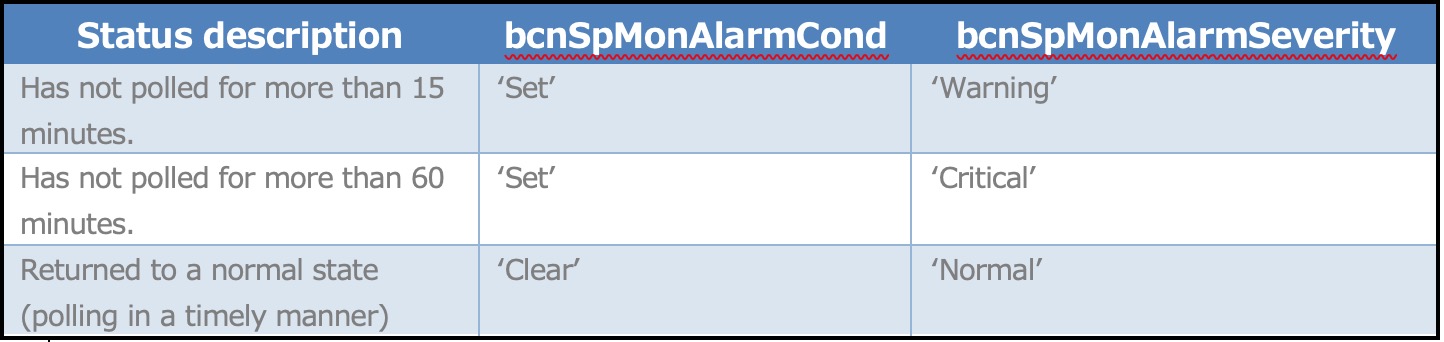 Status description bcnSpMonAlarmCond bcnSpMonAlarmSeverity
Has not polled for more than 15 ‘Set’ ‘Warning’
minutes.
Has not polled for more than 60 ‘Set’ ‘Critical’
minutes.
Returned to a normal state ‘Clear’ ‘Normal’
(polling in a timely manner)